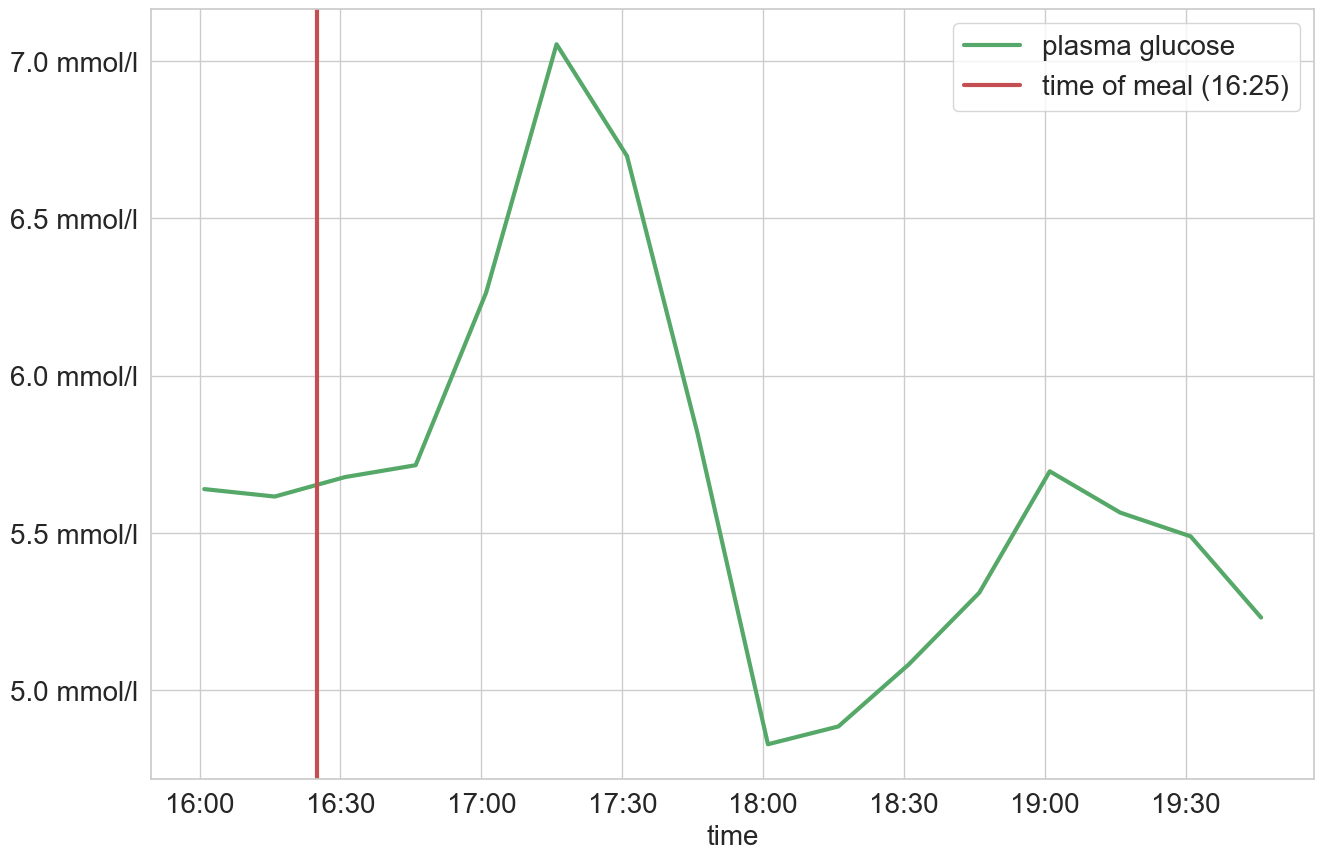 plasma glucose
time of meal (16:25)
7.0 mmol/l
6.5 mmol/l
6.0 mmol/l
5.5 mmol/l
5.0 mmol/l
16:00 16:30 17:00 17:30 18:00 18:30 19:00 19:30
time